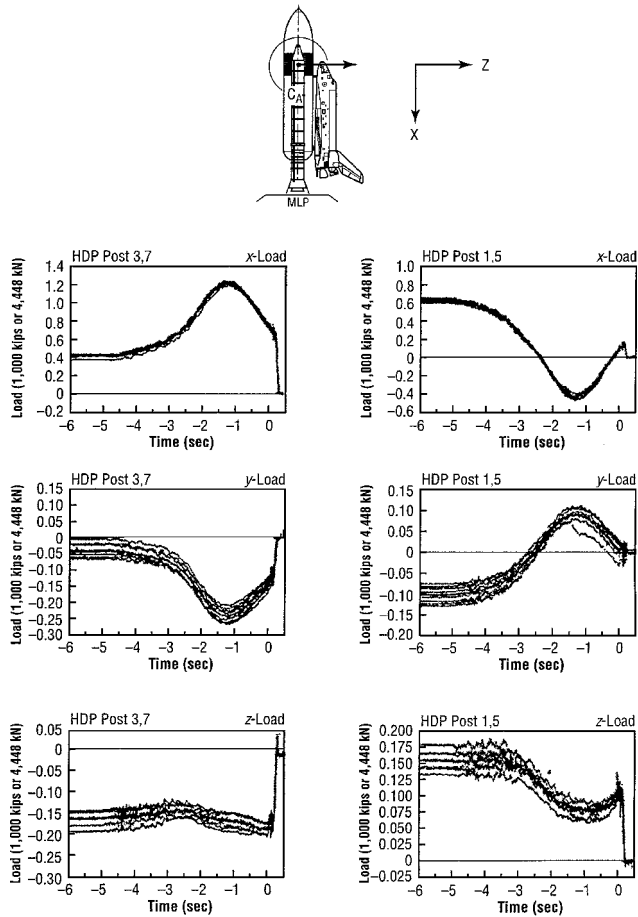 Z
C_A
X
MLP
HDP Post 3,7 x-Load
Load (1,000 kips or 4,448 kN)
1.4
1.2
1.0
0.8
0.6
0.4
0.2
0
−0.2
−6 −5 −4 −3 −2 −1 0
Time (sec)
HDP Post 1,5 x-Load
Load (1,000 kips or 4,448 kN)
1.0
0.8
0.6
0.4
0.2
0
−0.2
−0.4
−0.6
−6 −5 −4 −3 −2 −1 0
Time (sec)
HDP Post 3,7 y-Load
Load (1,000 kips or 4,448 kN)
0.15
0.10
0.05
0
−0.05
−0.10
−0.15
−0.20
−0.25
−0.30
−6 −5 −4 −3 −2 −1 0
Time (sec)
HDP Post 1,5 y-Load
Load (1,000 kips or 4,448 kN)
0.15
0.10
0.05
0
−0.05
−0.10
−0.15
−0.20
−6 −5 −4 −3 −2 −1 0
Time (sec)
HDP Post 3,7 z-Load
Load (1,000 kips or 4,448 kN)
0.05
0
−0.05
−0.10
−0.15
−0.20
−0.25
−0.30
−6 −5 −4 −3 −2 −1 0
Time (sec)
HDP Post 1,5 z-Load
Load (1,000 kips or 4,448 kN)
0.200
0.175
0.150
0.125
0.100
0.075
0.050
0.025
0
−0.025
−6 −5 −4 −3 −2 −1 0
Time (sec)